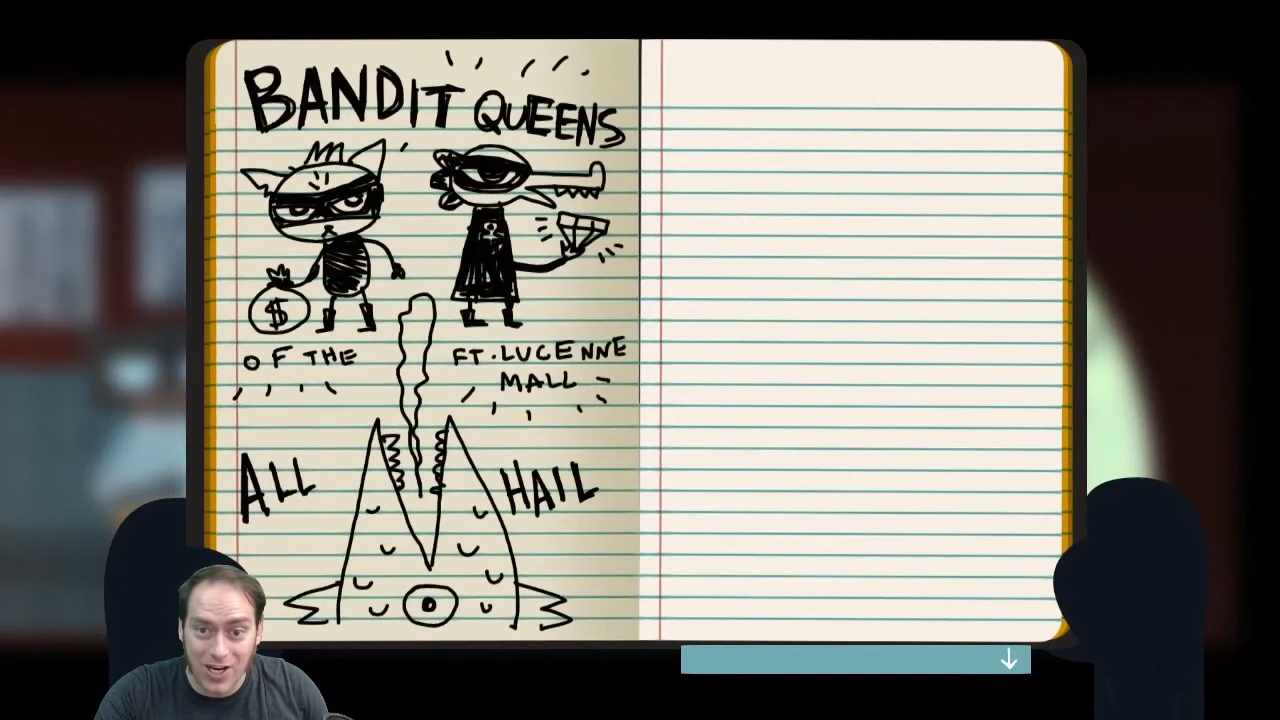 BANDIT QUEENS
$
OF THE FT. LUCENNE
MALL
ALL HAIL